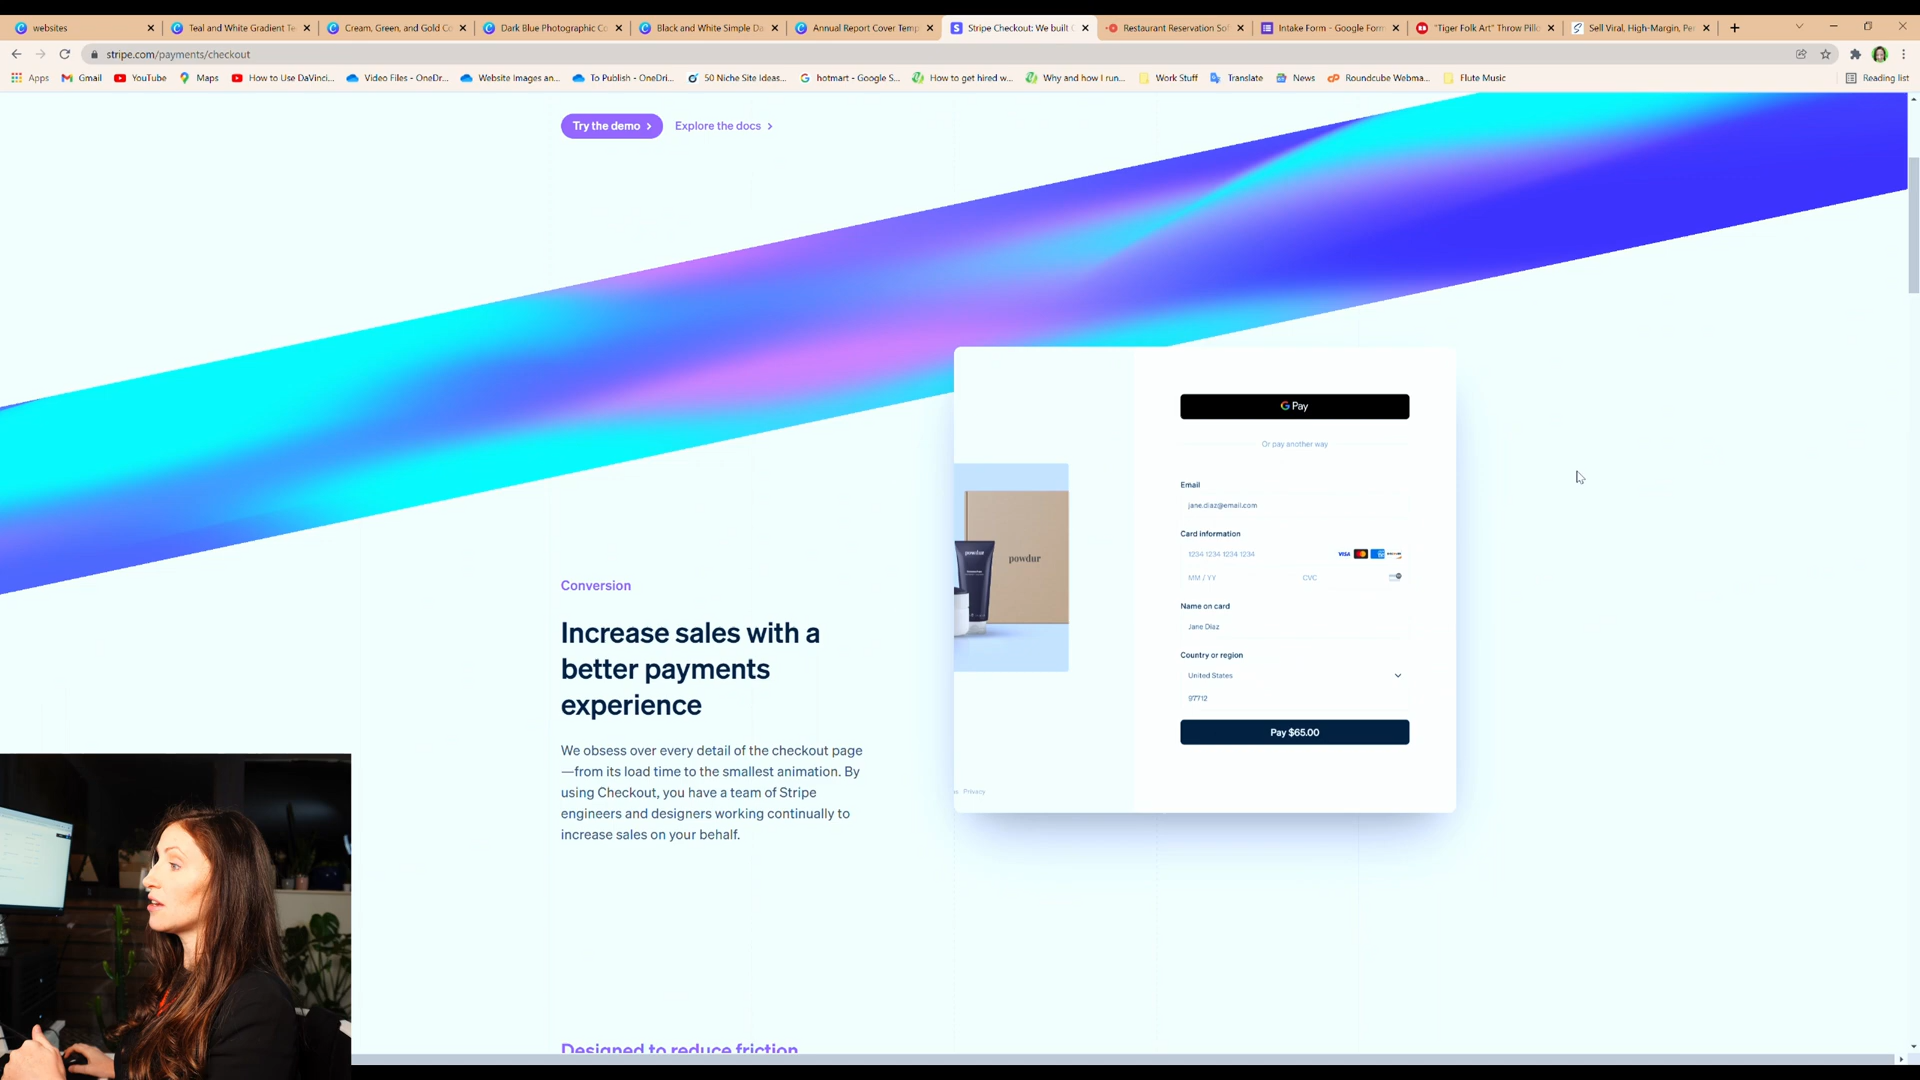 websites
Teal and White Gradient Te
Cream, Green, and Gold Co
Dark Blue Photographic Co
Black and White Simple Da
Annual Report Cover Temp
Stripe Checkout: We built
Restaurant Reservation Sol
Intake Form - Google Form
"Tiger Folk Art" Throw Pillo
Sell Viral, High-Margin, Per
stripe.com/payments/checkout
Apps
Gmail
YouTube
Maps
How to Use DaVinci...
Video Files - OneDr...
Website Images an...
To Publish - OneDri...
50 Niche Site Ideas...
hotmart - Google S...
How to get hired w...
Why and how I run...
Work Stuff
Translate
News
Roundcube Webma...
Flute Music
Reading list
Try the demo
Explore the docs
G Pay
Or pay another way
Email
jane.diaz@email.com
Card information
1234 1234 1234 1234
VISA
MM / YY
CVC
Name on card
Jane Diaz
Country or region
United States
97712
Pay $65.00
powdur
powdur
Privacy
Conversion
Increase sales with a
better payments
experience
We obsess over every detail of the checkout page
—from its load time to the smallest animation. By
using Checkout, you have a team of Stripe
engineers and designers working continually to
increase sales on your behalf.
Designed to reduce friction